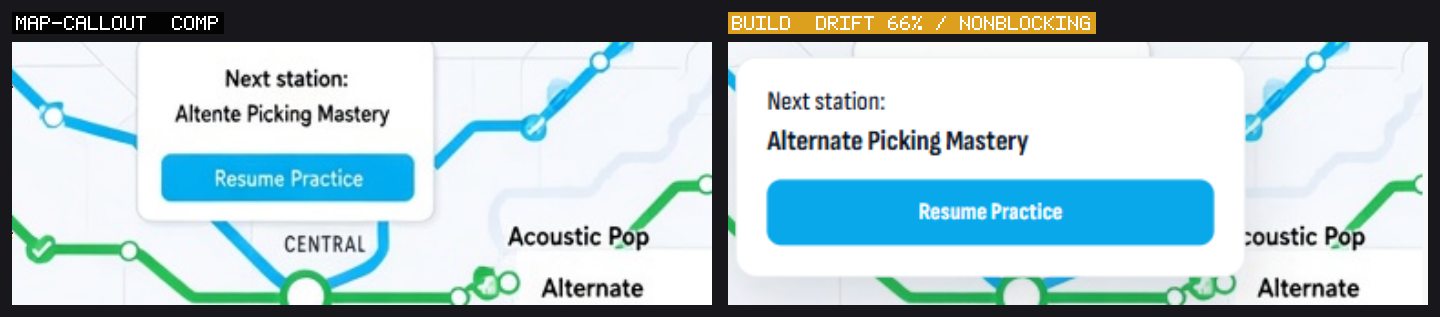 MAP-CALLOUT COMP
Next station:
Altente Picking Mastery
Resume Practice
CENTRAL
Acoustic Pop
Alternate
BUILD DRIFT 66% / NONBLOCKING
Next station:
Alternate Picking Mastery
Resume Practice
coustic Pop
Alternate